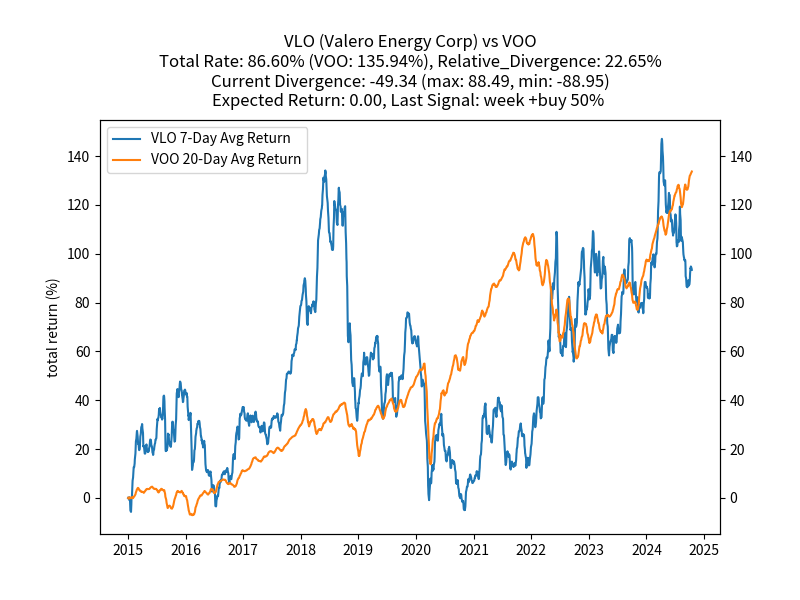 VLO (Valero Energy Corp) vs VOO
Total Rate: 86.60% (VOO: 135.94%), Relative_Divergence: 22.65%
Current Divergence: -49.34 (max: 88.49, min: -88.95)
Expected Return: 0.00, Last Signal: week +buy 50%
VLO 7-Day Avg Return
VOO 20-Day Avg Return
total return (%)
140
120
100
80
60
40
20
0
140
120
100
80
60
40
20
0
2015 2016 2017 2018 2019 2020 2021 2022 2023 2024 2025